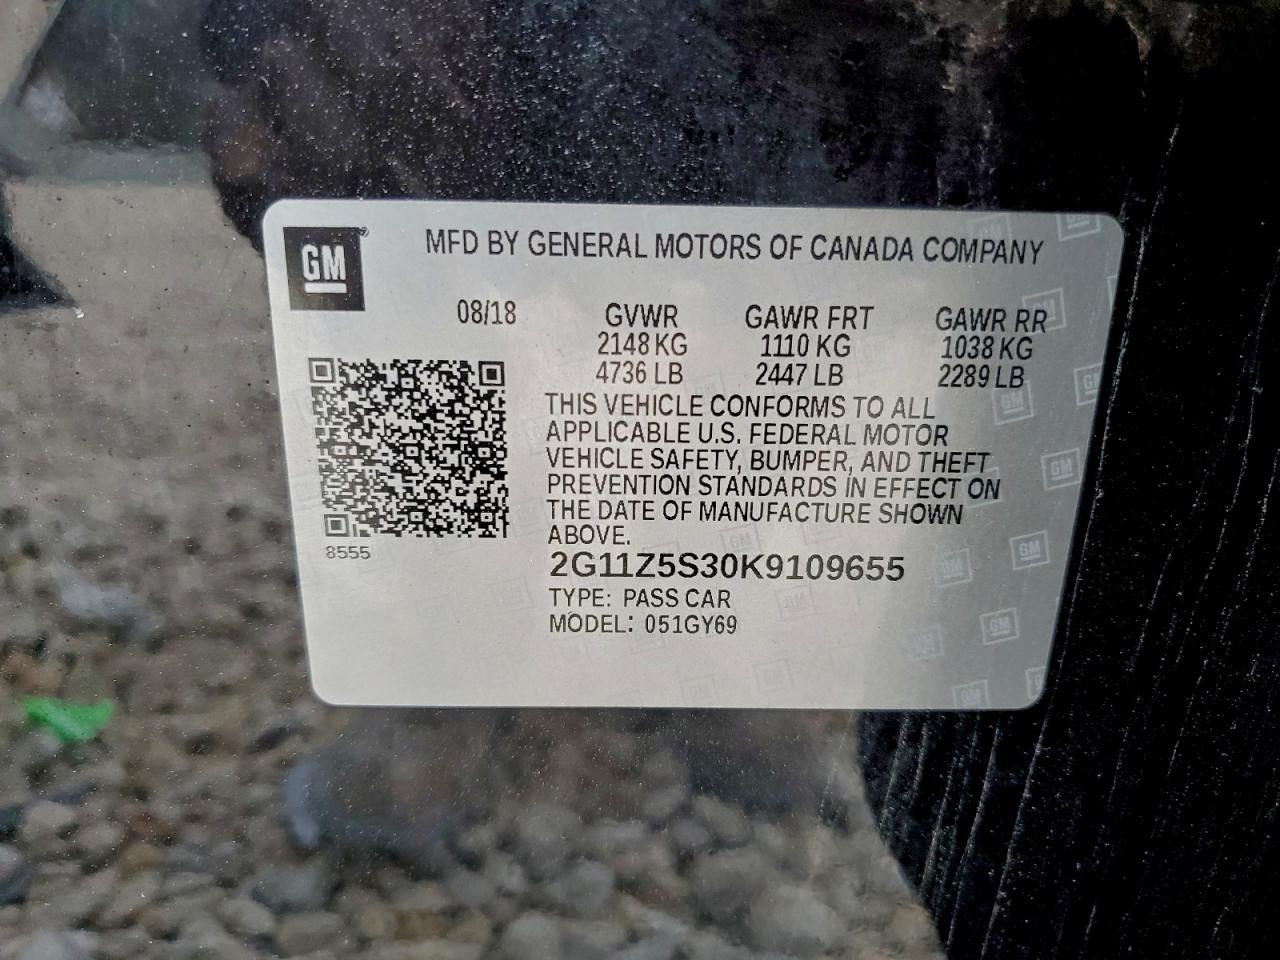 GM
MFD BY GENERAL MOTORS OF CANADA COMPANY
08/18
GVWR GAWR FRT GAWR RR
2148 KG 1110 KG 1038 KG
4736 LB 2447 LB 2289 LB
THIS VEHICLE CONFORMS TO ALL
APPLICABLE U.S. FEDERAL MOTOR
VEHICLE SAFETY, BUMPER, AND THEFT
PREVENTION STANDARDS IN EFFECT ON
THE DATE OF MANUFACTURE SHOWN
ABOVE.
8555
2G11Z5S30K9109655
TYPE: PASS CAR
MODEL: 051GY69